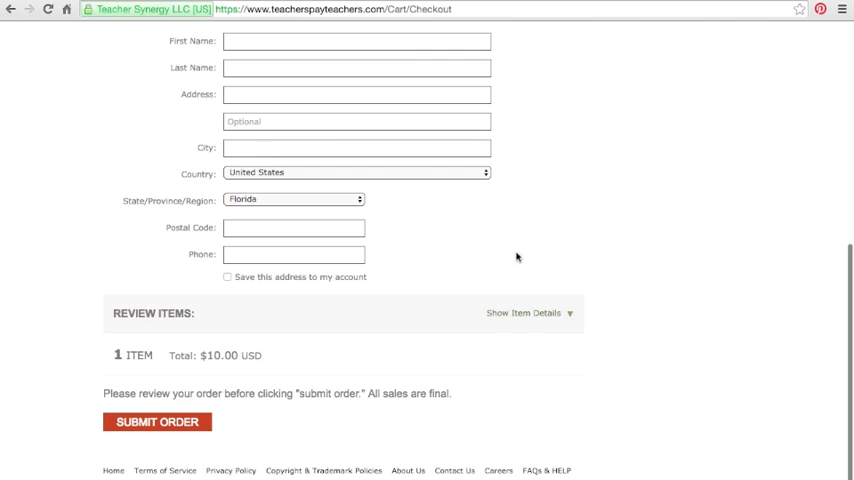 Teacher Synergy LLC [US] https://www.teacherspayteachers.com/Cart/Checkout
First Name:
Last Name:
Address:
Optional
City:
Country: United States
State/Province/Region: Florida
Postal Code:
Phone:
Save this address to my account
REVIEW ITEMS: Show Item Details ▼
1 ITEM Total: $10.00 USD
Please review your order before clicking "submit order." All sales are final.
SUBMIT ORDER
Home Terms of Service Privacy Policy Copyright & Trademark Policies About Us Contact Us Careers FAQs & HELP